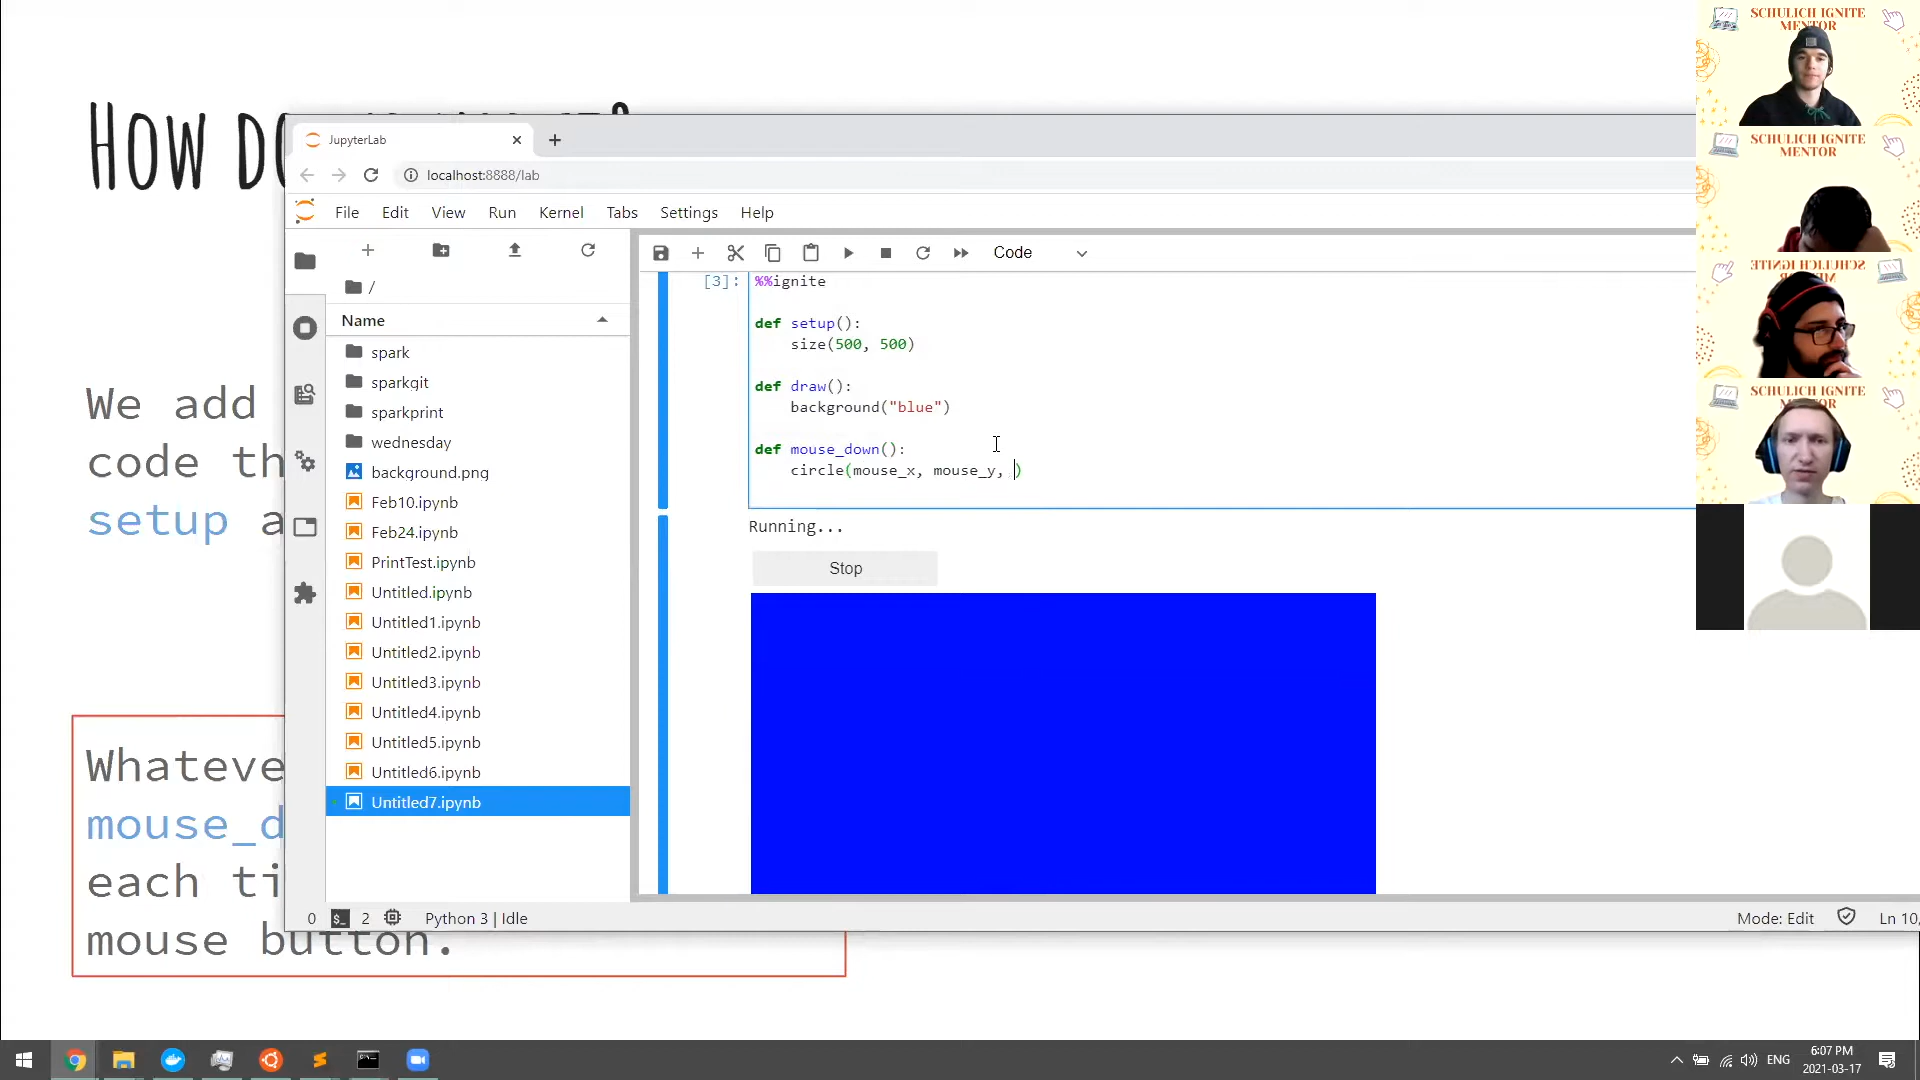 HOW DO
We add
code th
setup a
Whateve
mouse_d
each ti
mouse button.
JupyterLab
localhost:8888/lab
File Edit View Run Kernel Tabs Settings Help
/
Name
spark
sparkgit
sparkprint
wednesday
background.png
Feb10.ipynb
Feb24.ipynb
PrintTest.ipynb
Untitled.ipynb
Untitled1.ipynb
Untitled2.ipynb
Untitled3.ipynb
Untitled4.ipynb
Untitled5.ipynb
Untitled6.ipynb
Untitled7.ipynb
Code
[3]: %%ignite
def setup():
size(500, 500)
def draw():
background("blue")
def mouse_down():
circle(mouse_x, mouse_y, )
Running...
Stop
0 $_ 2 Python 3 | Idle
Mode: Edit Ln 10,
SCHULICH IGNITE
MENTOR
SCHULICH IGNITE
MENTOR
SCHULICH IGNITE
MENTOR
SCHULICH IGNITE
ENG
6:07 PM
2021-03-17